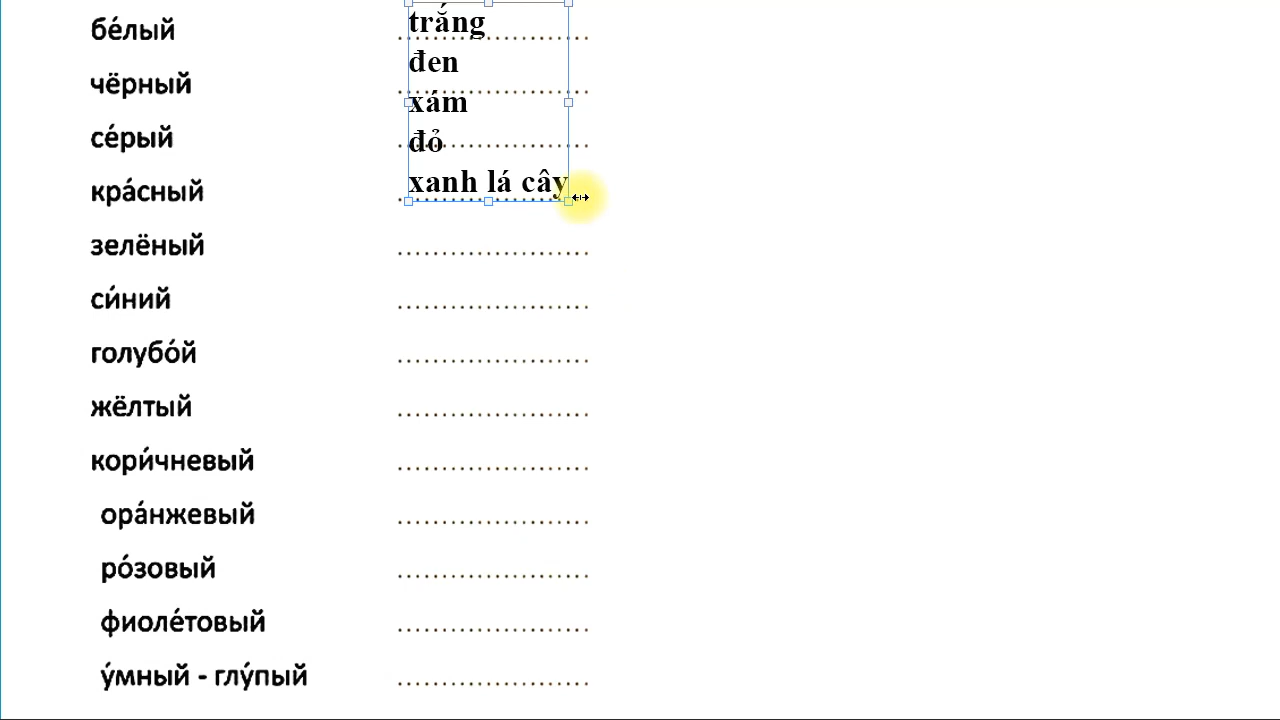 бе́лый trắng
đen
чёрный
xám
се́рый đỏ
кра́сный xanh lá cây
зелёный
си́ний
голубо́й
жёлтый
кори́чневый
ора́нжевый
ро́зовый
фиоле́товый
у́мный - глу́пый